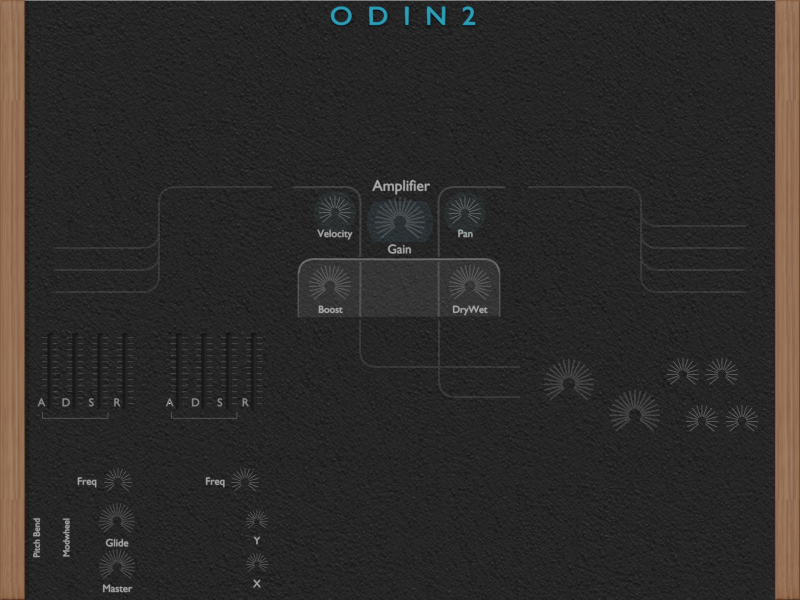 ODIN2
Amplifier
Velocity
Pan
Gain
Boost
DryWet
A D S R
A D S R
Freq
Freq
Pitch Bend
Modwheel
Glide
Y
Master
X